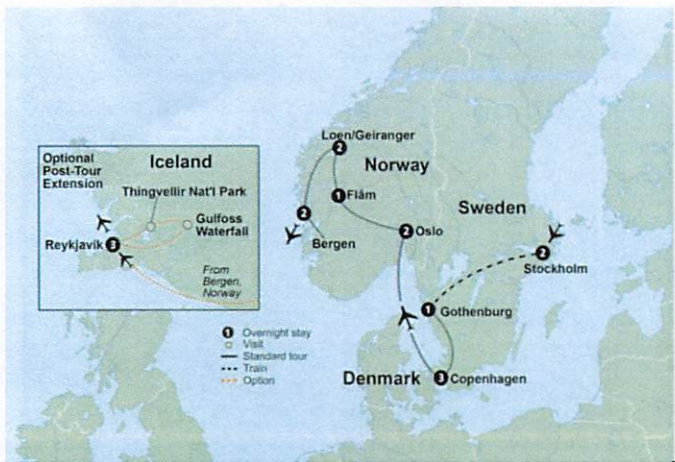 Optional
Post-Tour
Extension
Iceland
Thingvellir Nat'l Park
Gulfoss
Waterfall
Reykjavik
3
From
Bergen,
Norway
Loen/Geiranger
2
Norway
1
Flåm
2
Bergen
2
Oslo
Sweden
2
Stockholm
1
Gothenburg
Denmark
3
Copenhagen
1 Overnight stay
Visit
Standard tour
Train
Option